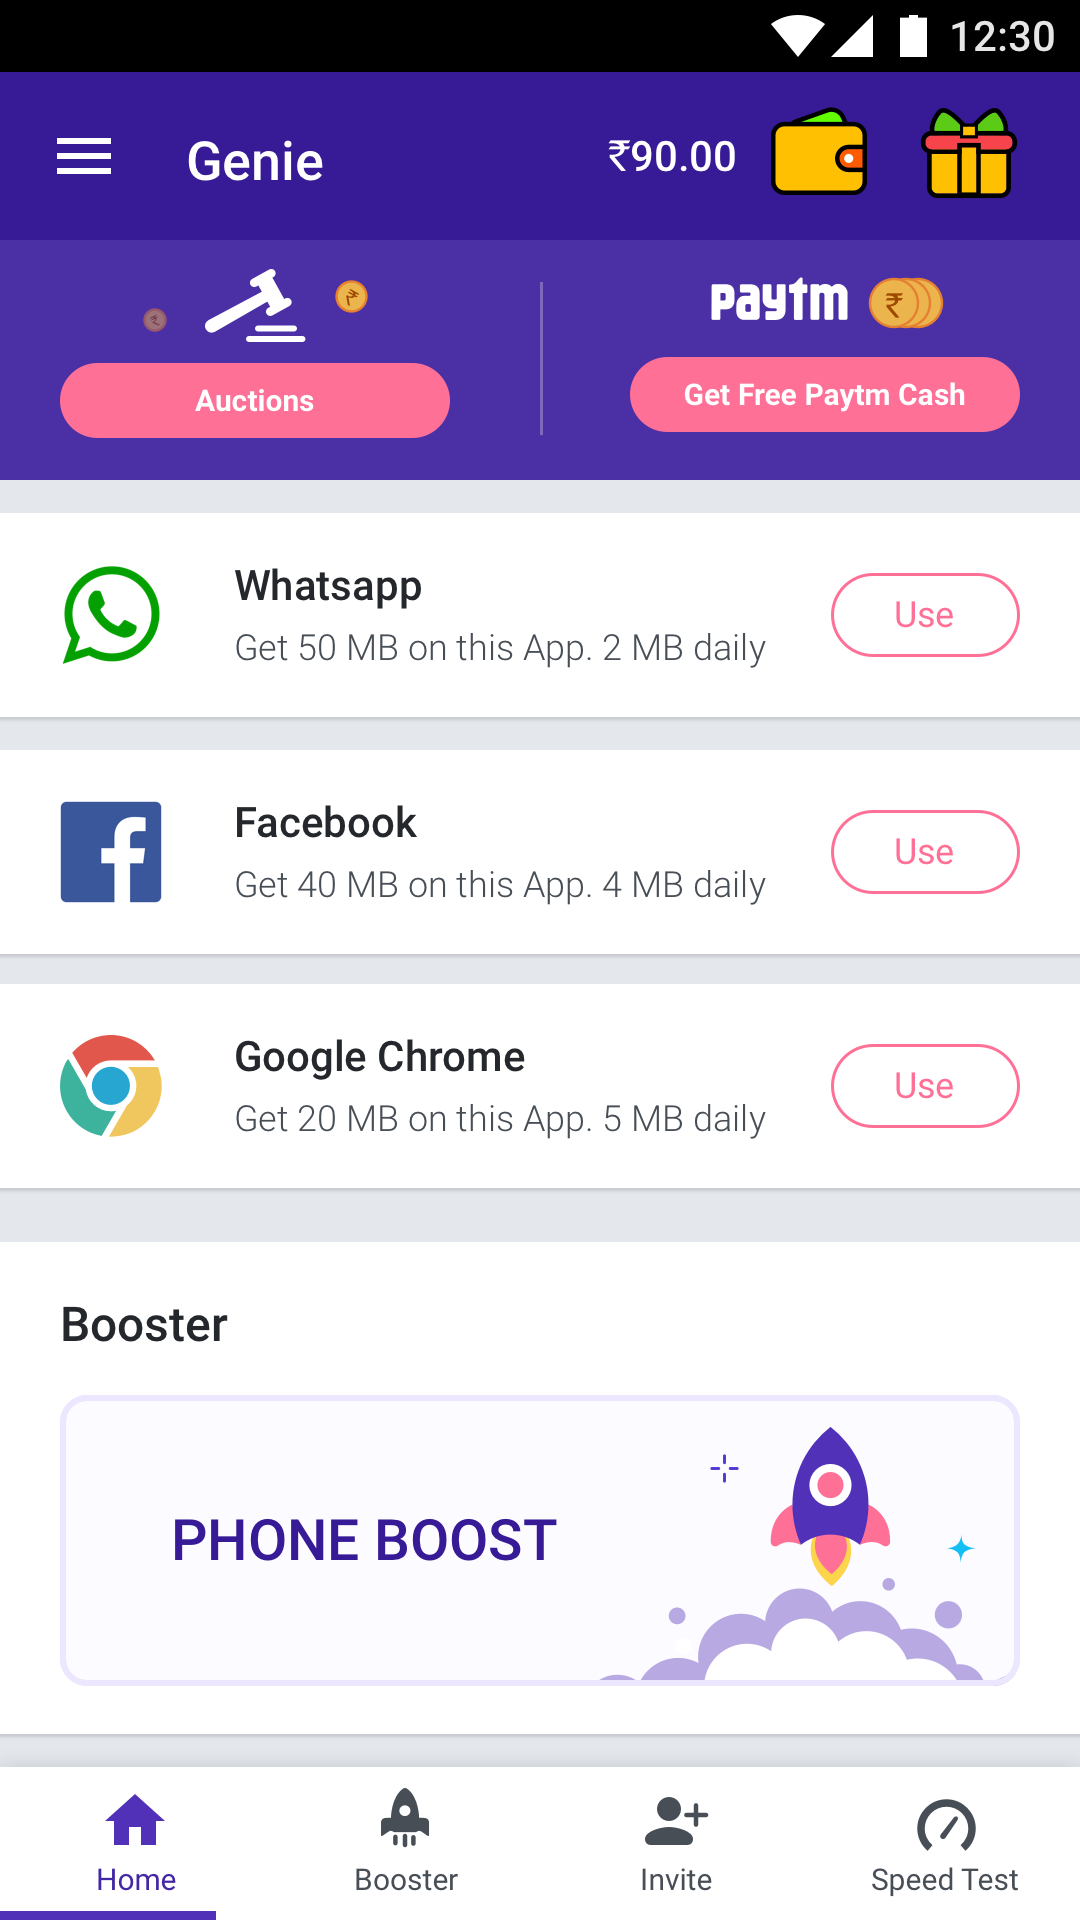 12:30
Genie
₹90.00
paytm
₹
Auctions
Get Free Paytm Cash
Whatsapp
Get 50 MB on this App. 2 MB daily
Use
Facebook
Get 40 MB on this App. 4 MB daily
Use
Google Chrome
Get 20 MB on this App. 5 MB daily
Use
Booster
PHONE BOOST
Home
Booster
Invite
Speed Test